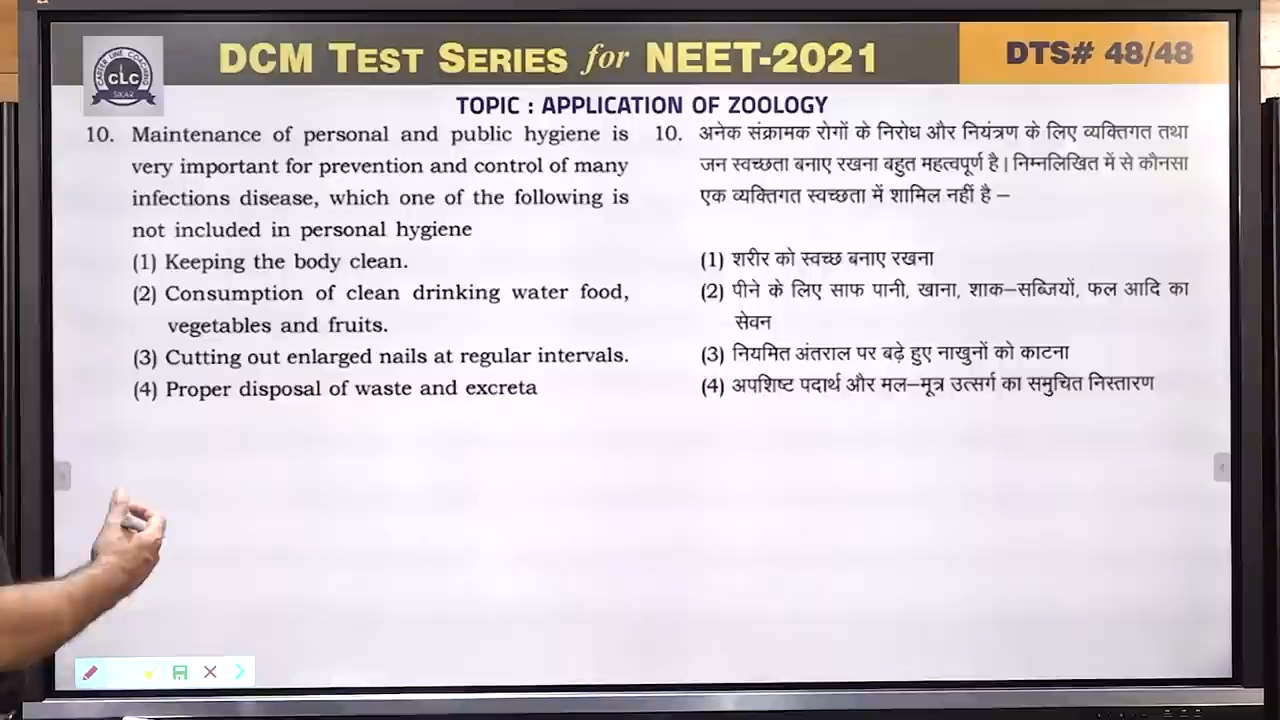 CAREER LINE COACHING
CLC
SIKAR
DCM TEST SERIES for NEET-2021
DTS# 48/48
TOPIC : APPLICATION OF ZOOLOGY
10. Maintenance of personal and public hygiene is
very important for prevention and control of many
infections disease, which one of the following is
not included in personal hygiene
(1) Keeping the body clean.
(2) Consumption of clean drinking water food,
vegetables and fruits.
(3) Cutting out enlarged nails at regular intervals.
(4) Proper disposal of waste and excreta
10. अनेक संक्रामक रोगों के निरोध और नियंत्रण के लिए व्यक्तिगत तथा
जन स्वच्छता बनाए रखना बहुत महत्वपूर्ण है। निम्नलिखित में से कौनसा
एक व्यक्तिगत स्वच्छता में शामिल नहीं है –
(1) शरीर को स्वच्छ बनाए रखना
(2) पीने के लिए साफ पानी, खाना, शाक–सब्जियों, फल आदि का
सेवन
(3) नियमित अंतराल पर बढ़े हुए नाखुनों को काटना
(4) अपशिष्ट पदार्थ और मल–मूत्र उत्सर्ग का समुचित निस्तारण